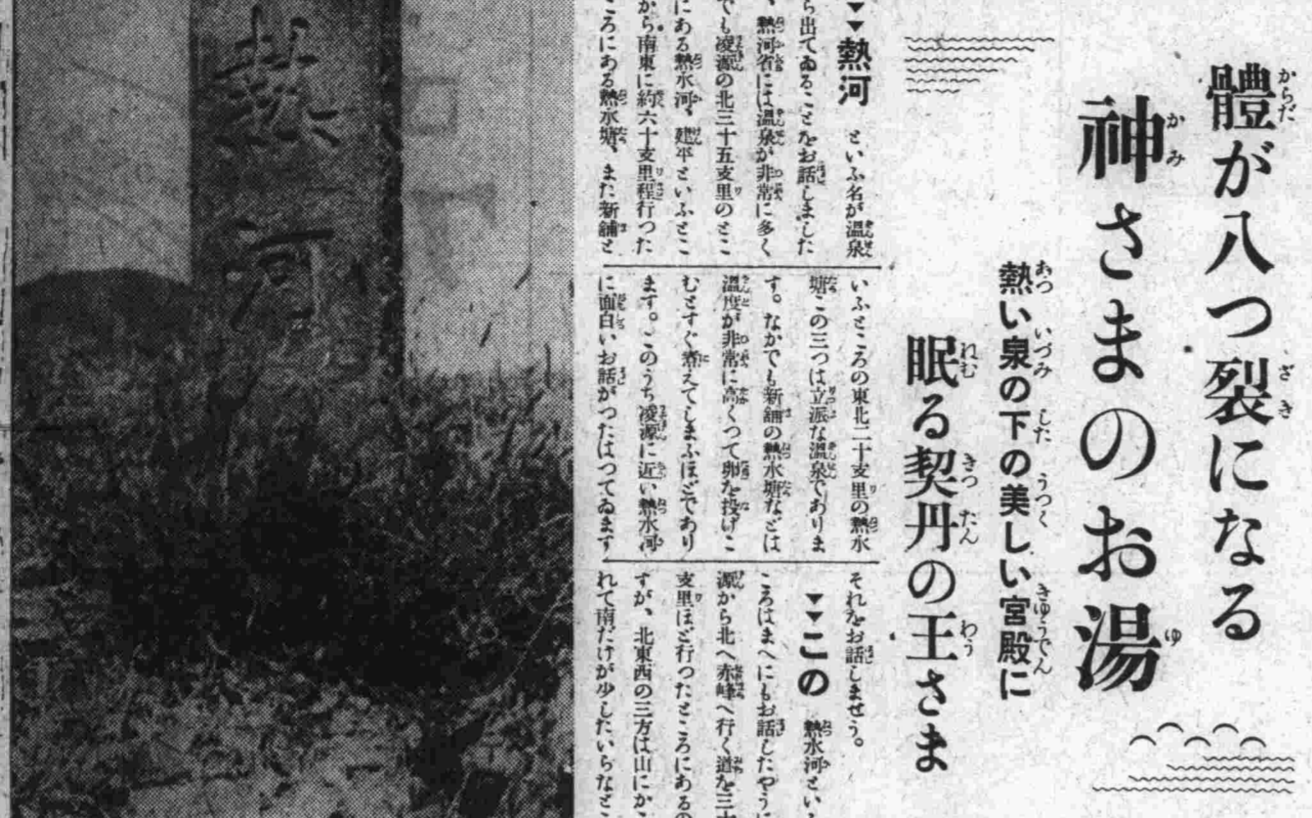 體が八つ裂になる
神さまのお湯
熱い泉の下の美しい宮殿に
眠る契丹の王さま
熱河 といふ名が溫泉
ら出てゐることをお話しました
熱河省には溫泉が非常に多く
でも凌源の北三十五支里のとこ
にある熱水河、建平といふとこ
から南東に約六十支里程行つた
ころにある熱水塘、また新舖と
いふところの東北二十支里の熱水
塘この三つは立派な溫泉でありま
す。なかでも新舖の熱水塘などは
溫度が非常に高くつて卵を投げこ
むとすぐ煮えてしまふほどであり
ます。このうち凌源に近い熱水河
に面白いお話がつたはつてゐます
それをお話しませう。
この 熱水河とい
ころはまへにもお話したやうに
源から北へ赤峰へ行く道を三十
支里ほど行つたところにあるの
すが、北東西の三方は山にか
れて南だけが少したいらなとこ
熱河